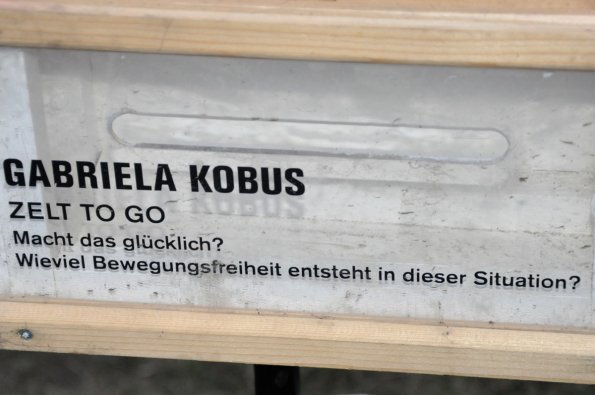 GABRIELA KOBUS
ZELT TO GO
Macht das glücklich?
Wieviel Bewegungsfreiheit entsteht in dieser Situation?